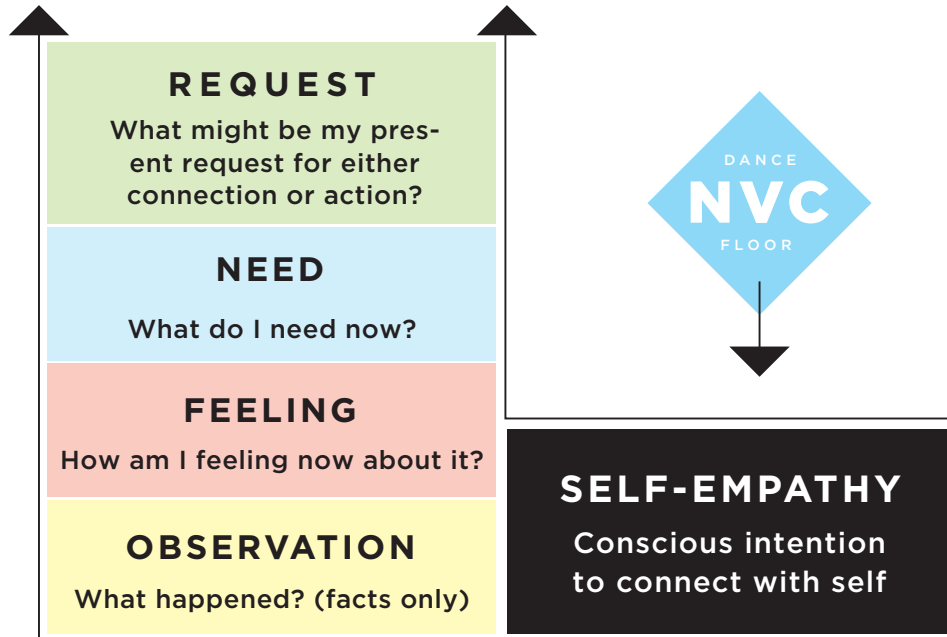 REQUEST
What might be my pres-
ent request for either
connection or action?
NEED
What do I need now?
FEELING
How am I feeling now about it?
OBSERVATION
What happened? (facts only)
DANCE
NVC
FLOOR
SELF-EMPATHY
Conscious intention
to connect with self